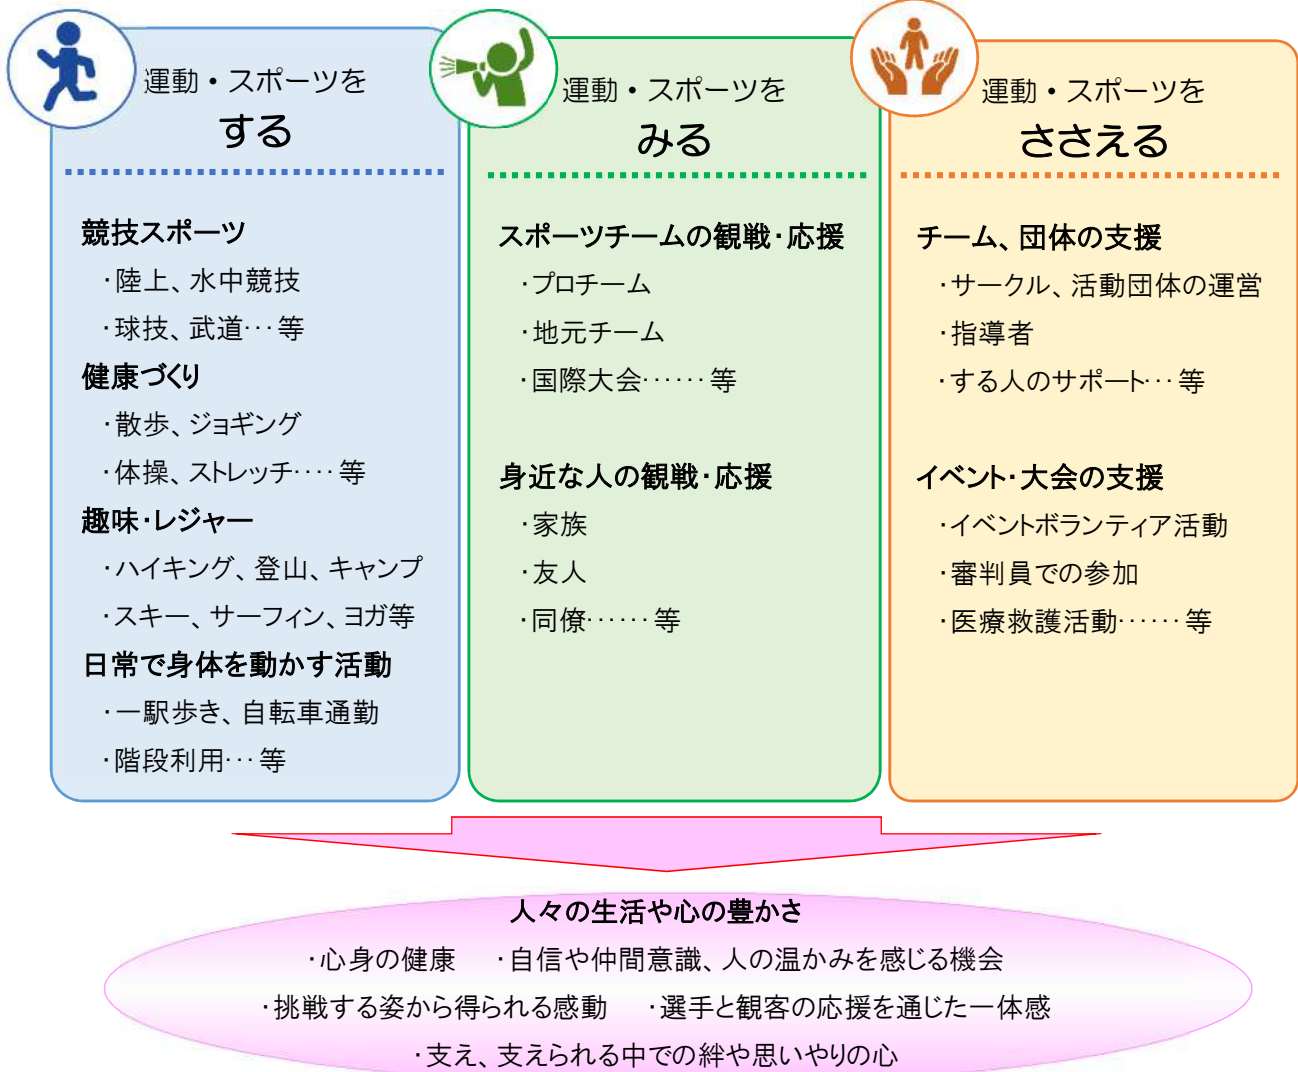 運動・スポーツを
する
競技スポーツ
・陸上、水中競技
・球技、武道…等
健康づくり
・散歩、ジョギング
・体操、ストレッチ‥‥等
趣味・レジャー
・ハイキング、登山、キャンプ
・スキー、サーフィン、ヨガ等
日常で身体を動かす活動
・一駅歩き、自転車通勤
・階段利用…等
運動・スポーツを
みる
スポーツチームの観戦・応援
・プロチーム
・地元チーム
・国際大会……等
身近な人の観戦・応援
・家族
・友人
・同僚……等
運動・スポーツを
ささえる
チーム、団体の支援
・サークル、活動団体の運営
・指導者
・する人のサポート…等
イベント・大会の支援
・イベントボランティア活動
・審判員での参加
・医療救護活動……等
人々の生活や心の豊かさ
・心身の健康　・自信や仲間意識、人の温かみを感じる機会
・挑戦する姿から得られる感動　・選手と観客の応援を通じた一体感
・支え、支えられる中での絆や思いやりの心